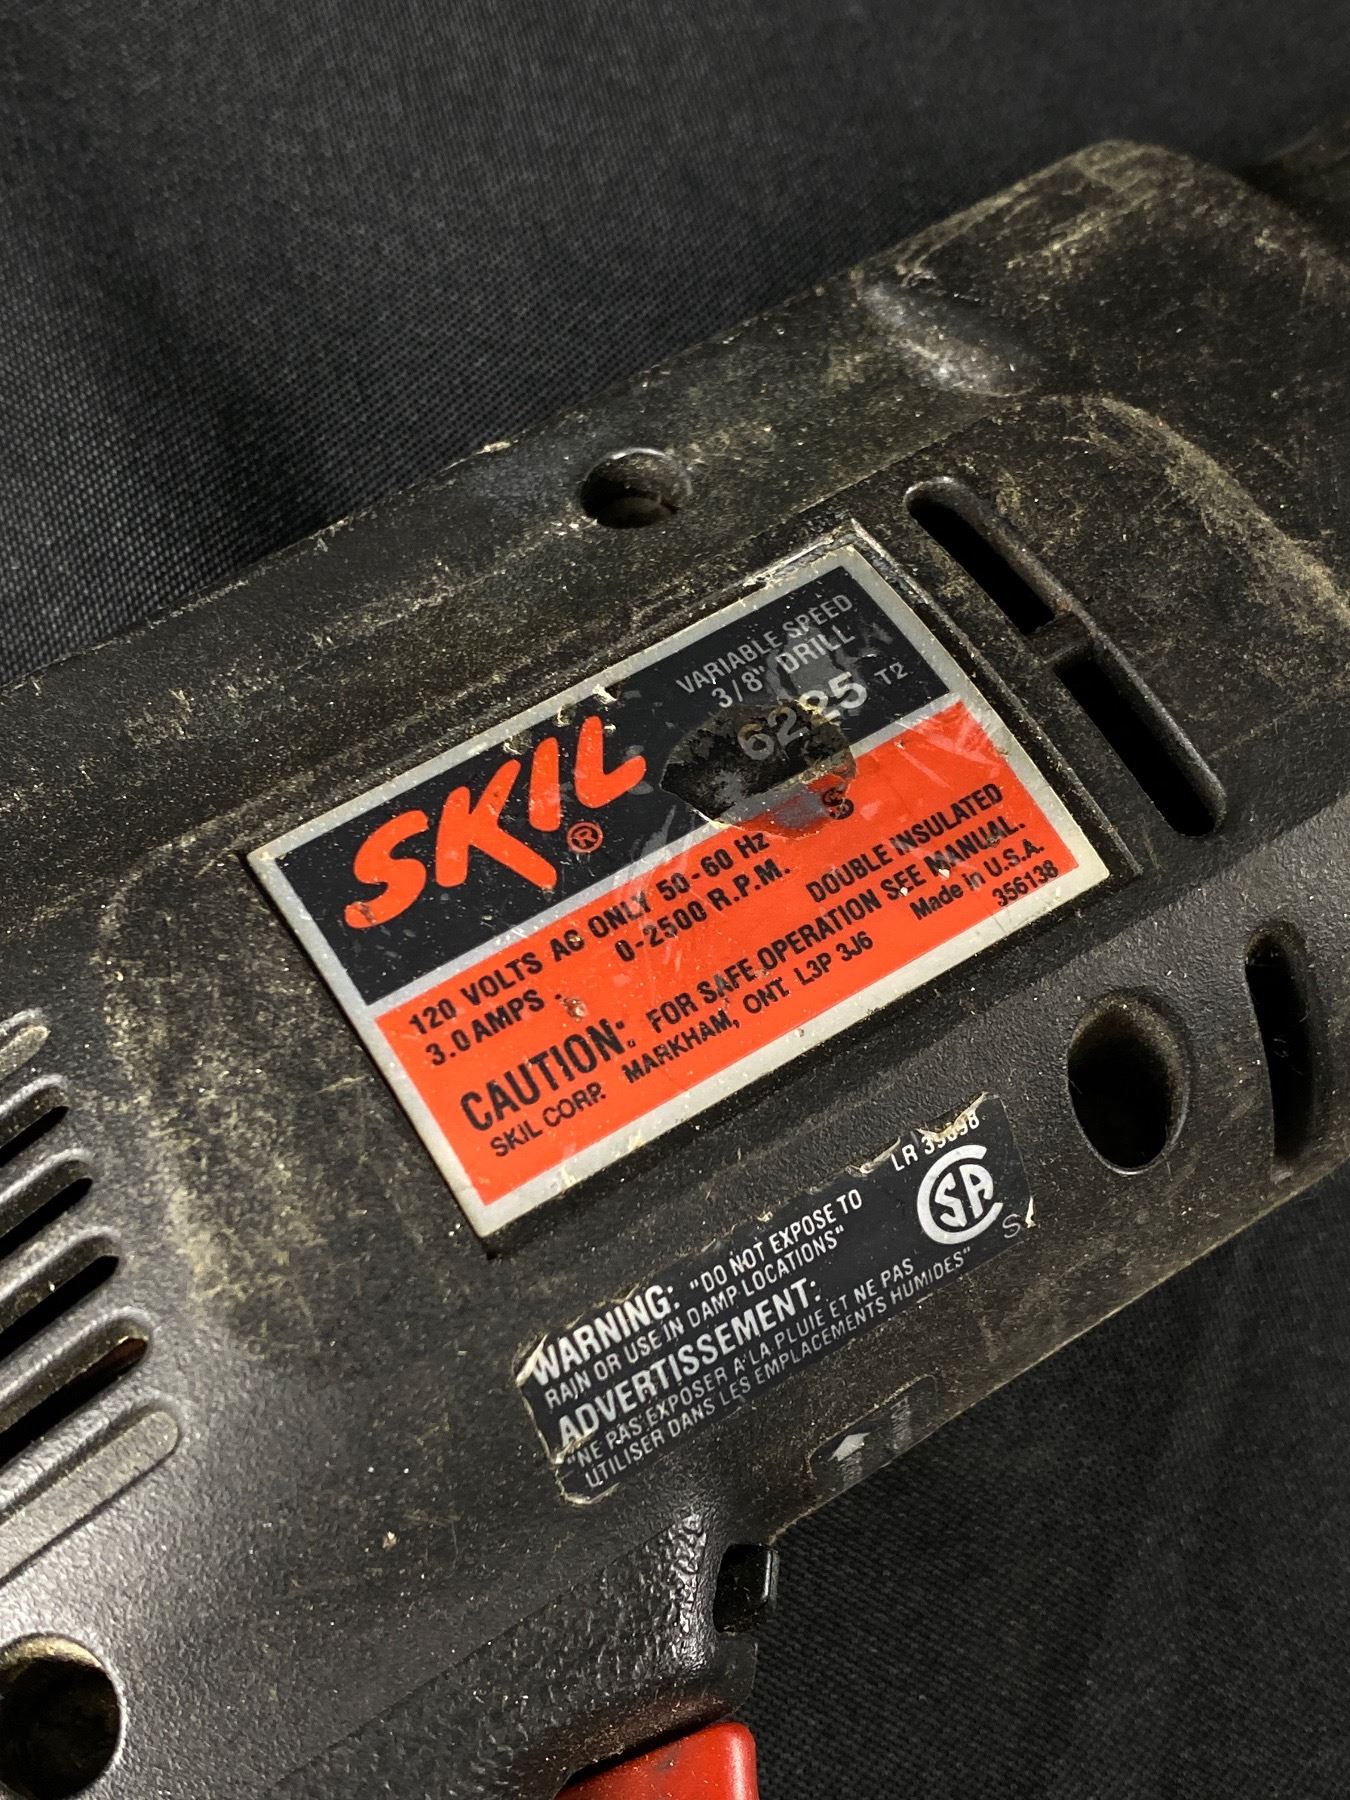 SKIL®
VARIABLE SPEED
3/8" DRILL
6225 T2
S
120 VOLTS AC ONLY 50-60 Hz
3.0 AMPS 0-2500 R.P.M.
DOUBLE INSULATED
CAUTION: FOR SAFE OPERATION SEE MANUAL.
SKIL CORP. MARKHAM, ONT. L3P 3J6 Made in U.S.A.
356138
LR 39698
CSA
S
WARNING: "DO NOT EXPOSE TO
RAIN OR USE IN DAMP LOCATIONS"
ADVERTISSEMENT:
"NE PAS EXPOSER A LA PLUIE ET NE PAS
UTILISER DANS LES EMPLACEMENTS HUMIDES"